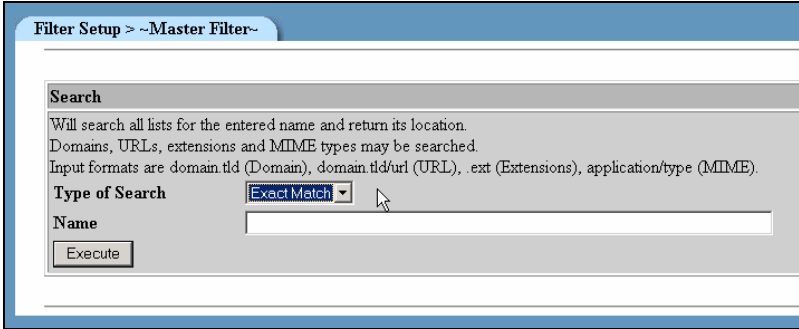 Filter Setup > ~Master Filter~
Search
Will search all lists for the entered name and return its location.
Domains, URLs, extensions and MIME types may be searched.
Input formats are domain.tld (Domain), domain.tld/url (URL), .ext (Extensions), application/type (MIME).
Type of Search Exact Match
Name
Execute